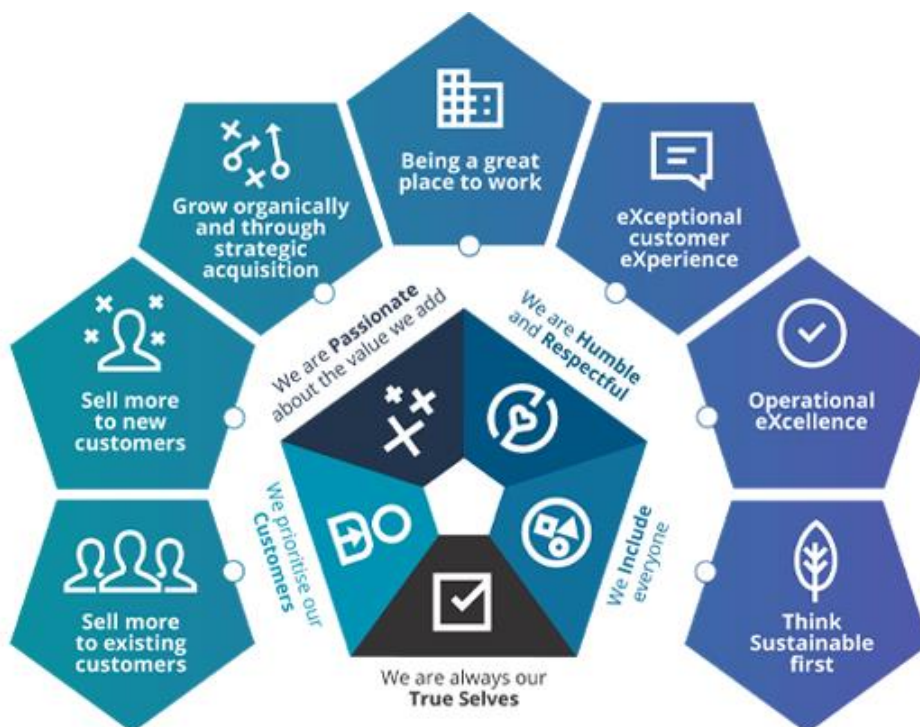 Being a great
place to work
Grow organically
and through
strategic
acquisition
eXceptional
customer
eXperience
Sell more
to new
customers
Operational
eXcellence
Sell more
to existing
customers
Think
Sustainable
first
We are Passionate
about the value we add
We are Humble
and Respectful
We prioritise our
Customers
We Include
everyone
We are always our
True Selves